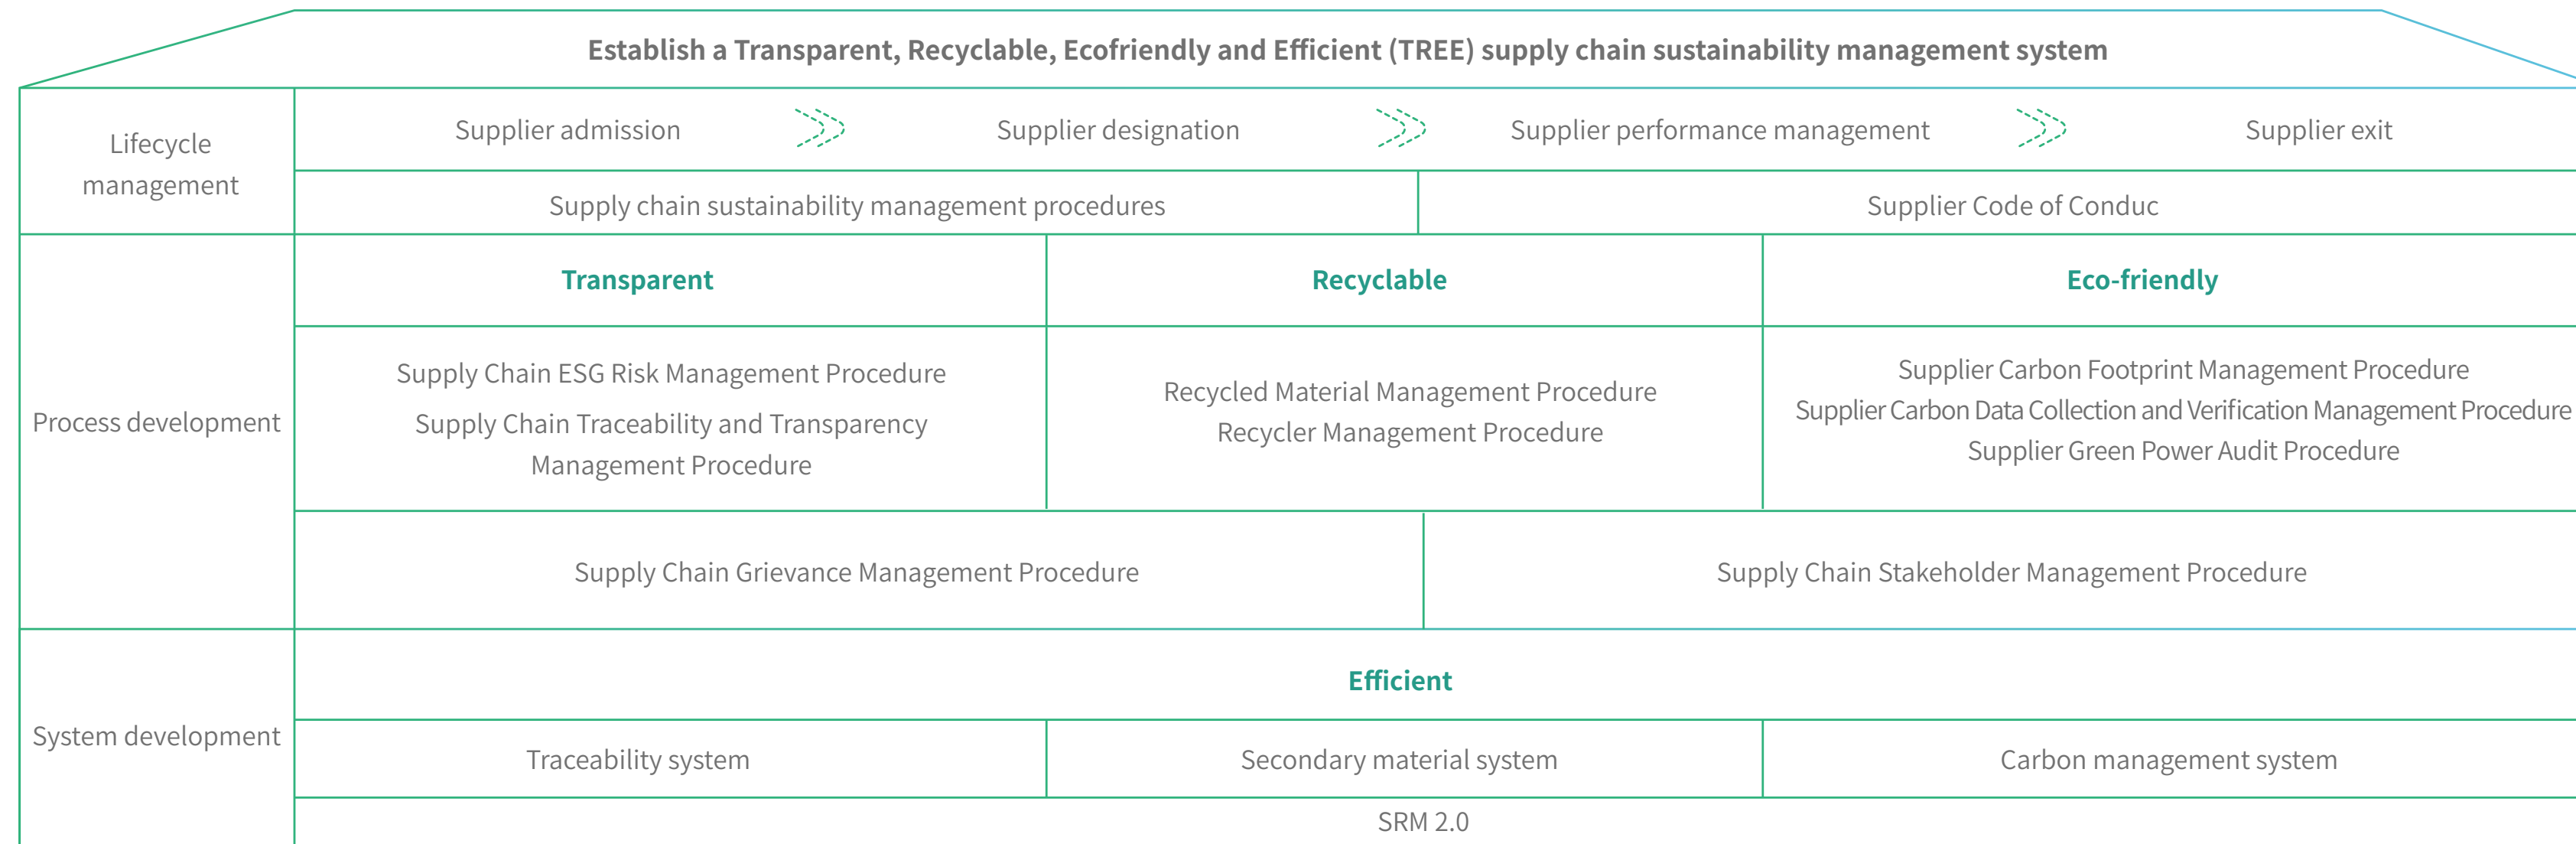 Establish a Transparent, Recyclable, Ecofriendly and Efficient (TREE) supply chain sustainability management system
Lifecycle
management
Supplier admission
Supplier designation
Supplier performance management
Supplier exit
Supply chain sustainability management procedures
Supplier Code of Conduc
Process development
Transparent
Recyclable
Eco-friendly
Supply Chain ESG Risk Management Procedure
Supply Chain Traceability and Transparency
Management Procedure
Recycled Material Management Procedure
Recycler Management Procedure
Supplier Carbon Footprint Management Procedure
Supplier Carbon Data Collection and Verification Management Procedure
Supplier Green Power Audit Procedure
Supply Chain Grievance Management Procedure
Supply Chain Stakeholder Management Procedure
System development
Efficient
Traceability system
Secondary material system
Carbon management system
SRM 2.0